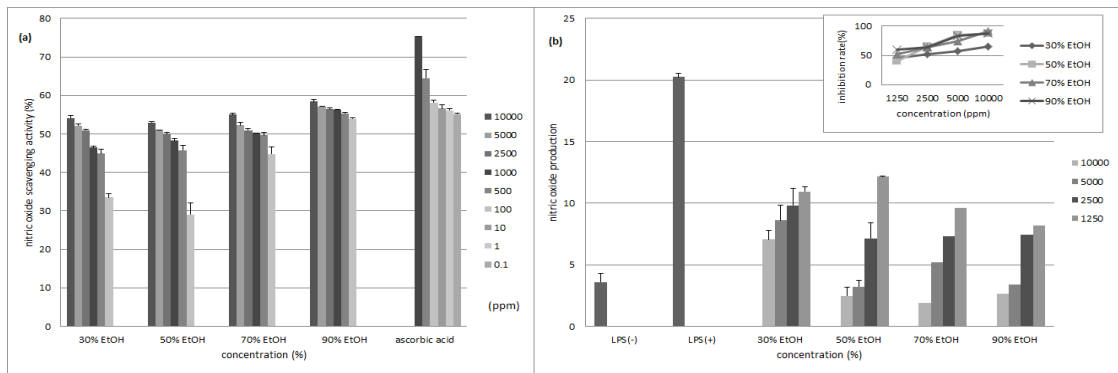 (a)
nitric oxide scavenging activity (%)
80
70
60
50
40
30
20
10
0
30% EtOH 50% EtOH 70% EtOH 90% EtOH ascorbic acid
concentration (%)
10000
5000
2500
1000
500
100
10
1
0.1
(ppm)
(b)
nitric oxide production
25
20
15
10
5
0
LPS(-) LPS(+) 30% EtOH 50% EtOH 70% EtOH 90% EtOH
concentration (%)
inhibition rate(%)
100
50
0
1250 2500 5000 10000
concentration (ppm)
30% EtOH
50% EtOH
70% EtOH
90% EtOH
10000
5000
2500
1250